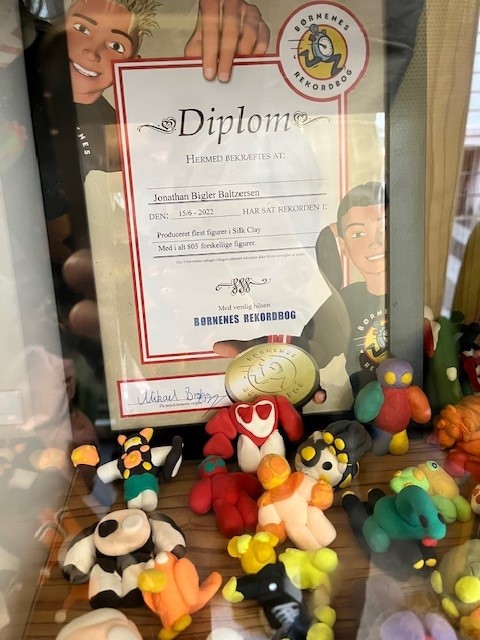 BØRNENES
REKORDBOG
Diplom
HERMED BEKRÆFTES AT:
Jonathan Bigler Baltzersen
DEN: 15/6 - 2022 HAR SAT REKORDEN I:
Produceret flest figurer i Silk Clay
Med i alt 805 forskellige figurer.
Med venlig hilsen
BØRNENES REKORDBOG
BØRNENES